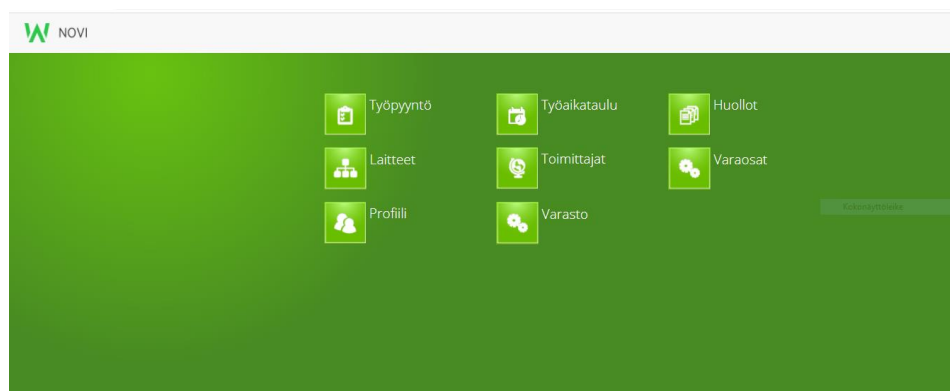 NOVI
Työpyyntö
Työaikataulu
Huollot
Laitteet
Toimittajat
Varaosat
Profiili
Varasto